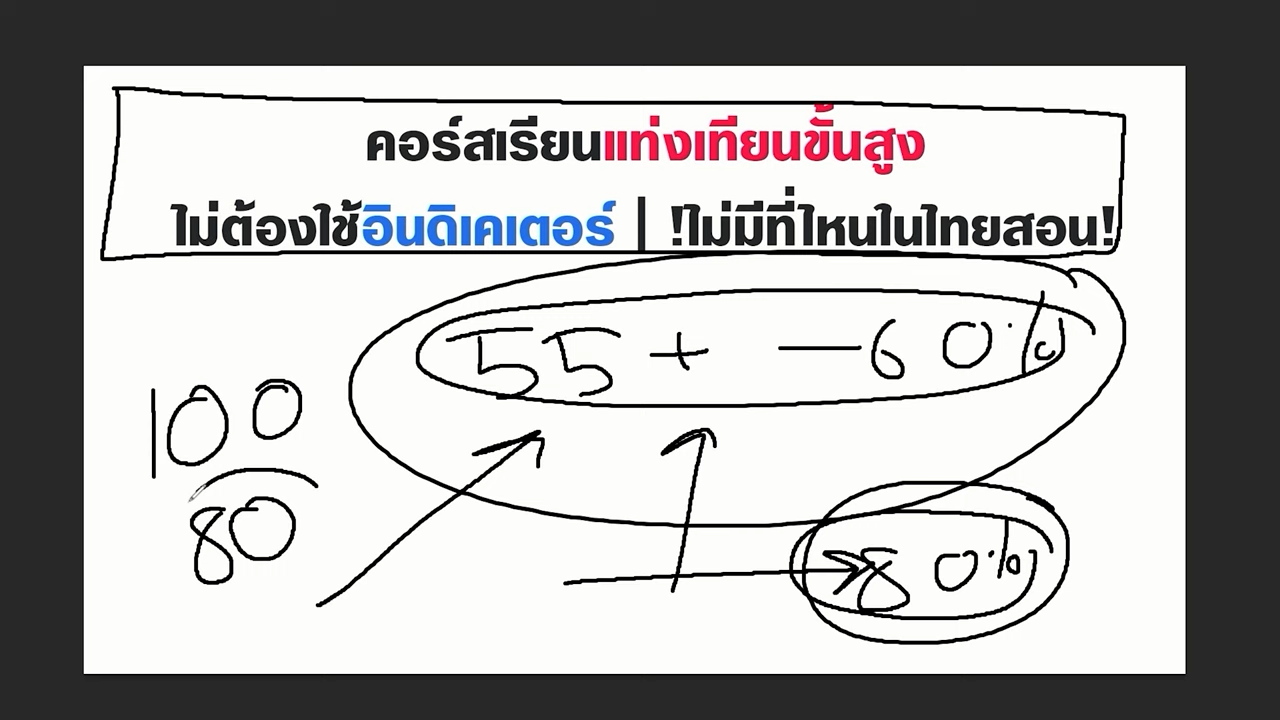 คอร์สเรียนแท่งเทียนขั้นสูง
ไม่ต้องใช้อินดิเคเตอร์ | !ไม่มีที่ไหนในไทยสอน!
55+ - 60%
100
80
80%